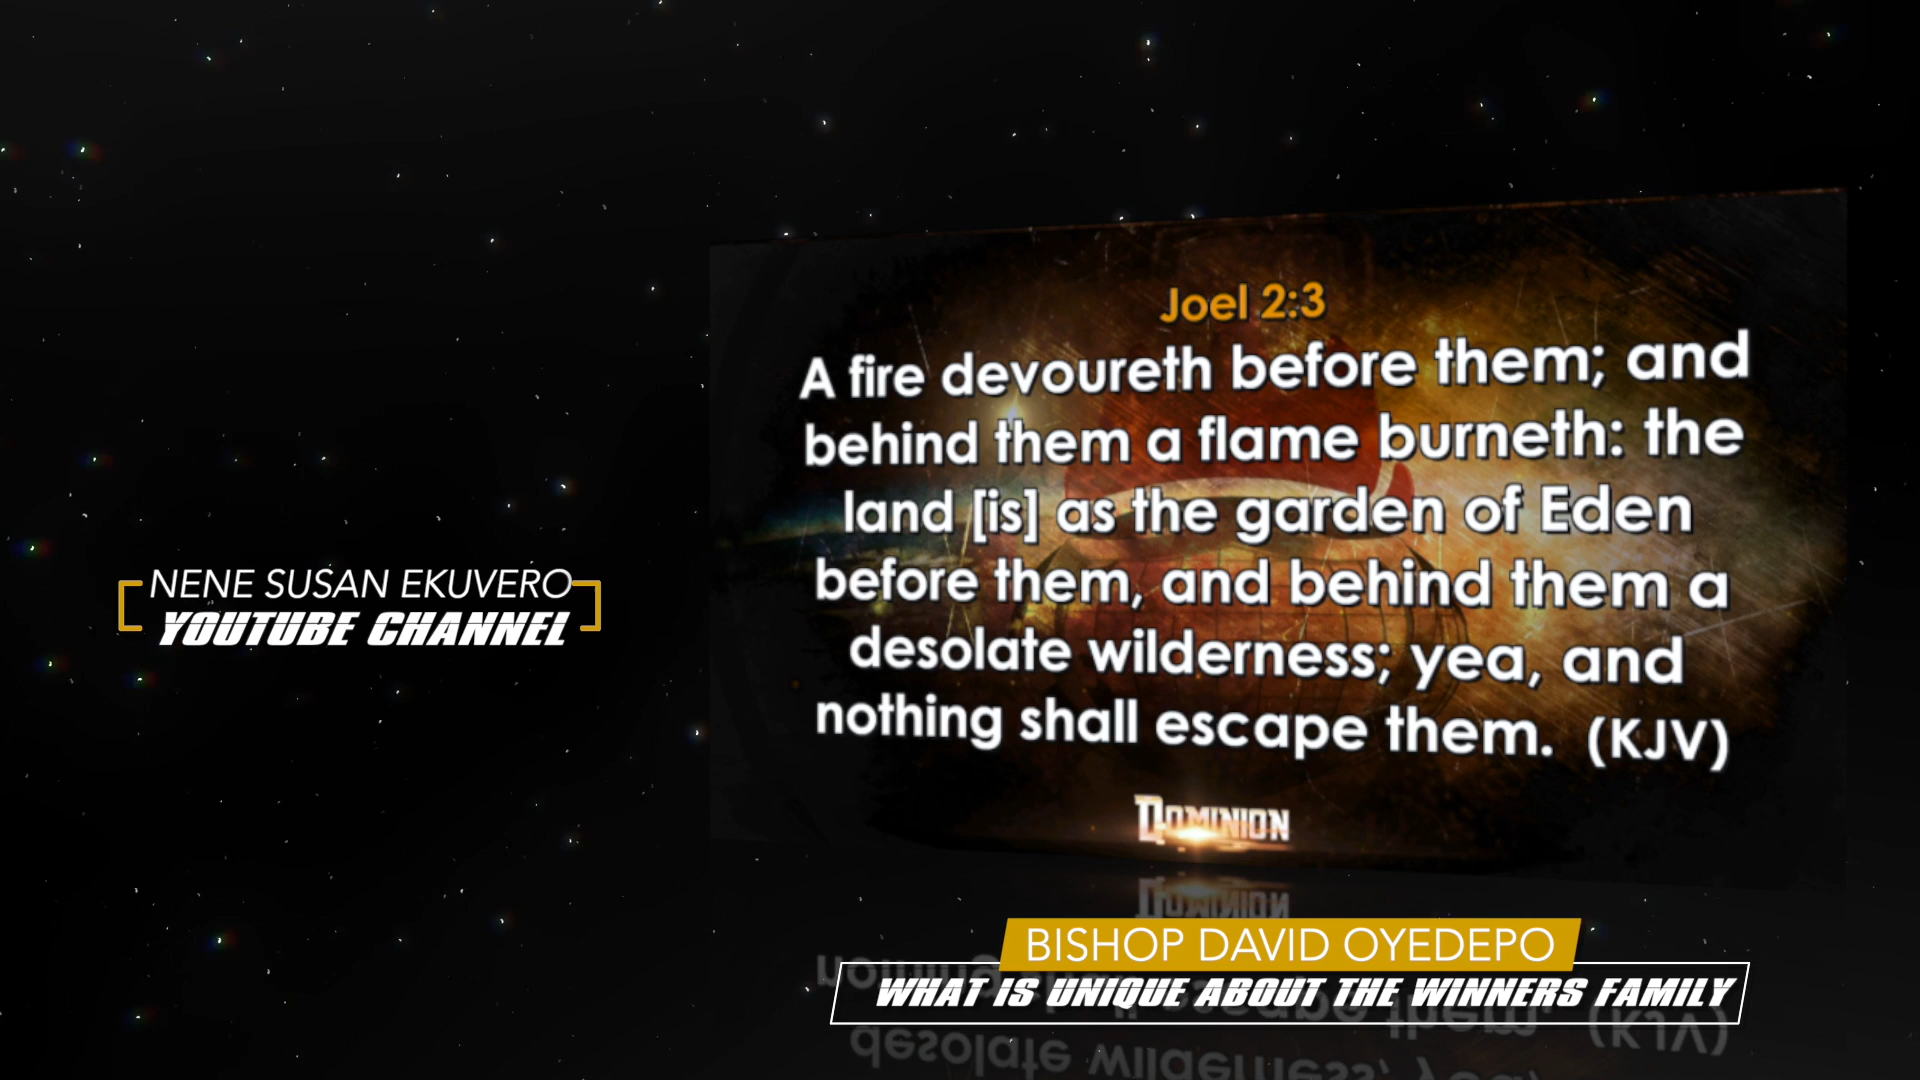 Joel 2:3
A fire devoureth before them; and
behind them a flame burneth: the
land [is] as the garden of Eden
before them, and behind them a
desolate wilderness; yea, and
nothing shall escape them. (KJV)
DOMINION
NENE SUSAN EKUVERO
YOUTUBE CHANNEL
BISHOP DAVID OYEDEPO
WHAT IS UNIQUE ABOUT THE WINNERS FAMILY